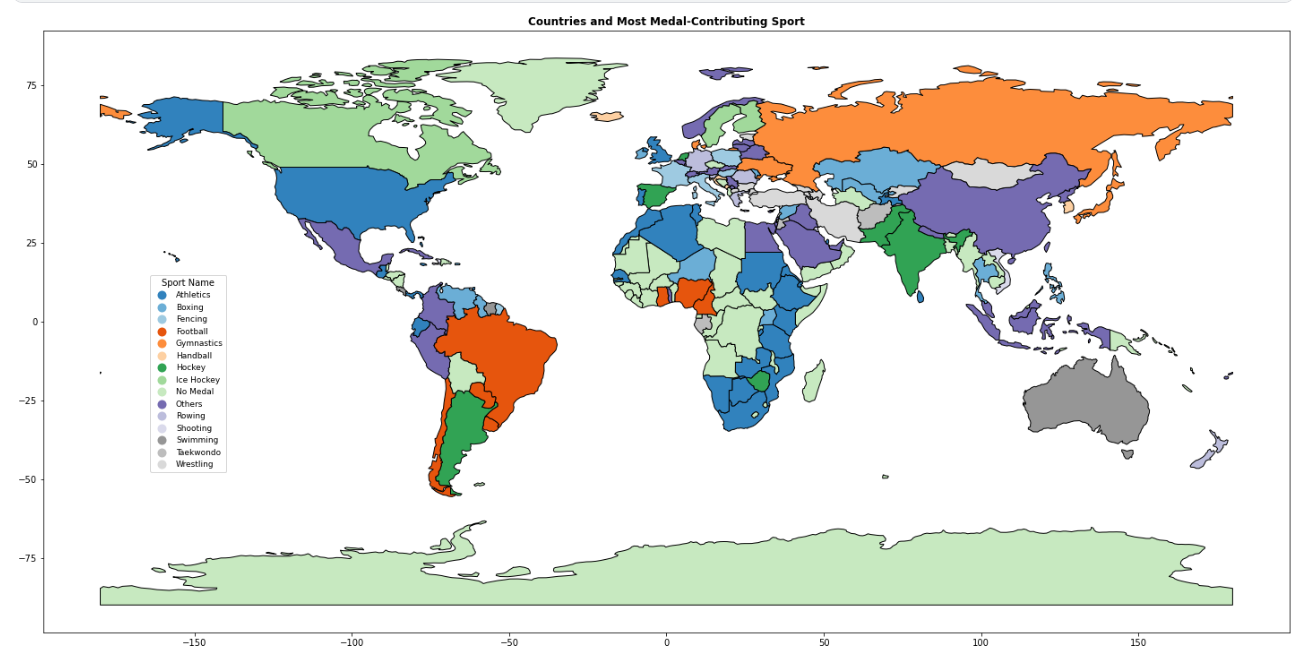 Countries and Most Medal-Contributing Sport
75
50
25
0
−25
−50
−75
Sport Name
Athletics
Boxing
Fencing
Football
Gymnastics
Handball
Hockey
Ice Hockey
No Medal
Others
Rowing
Shooting
Swimming
Taekwondo
Wrestling
−150
−100
−50
0
50
100
150